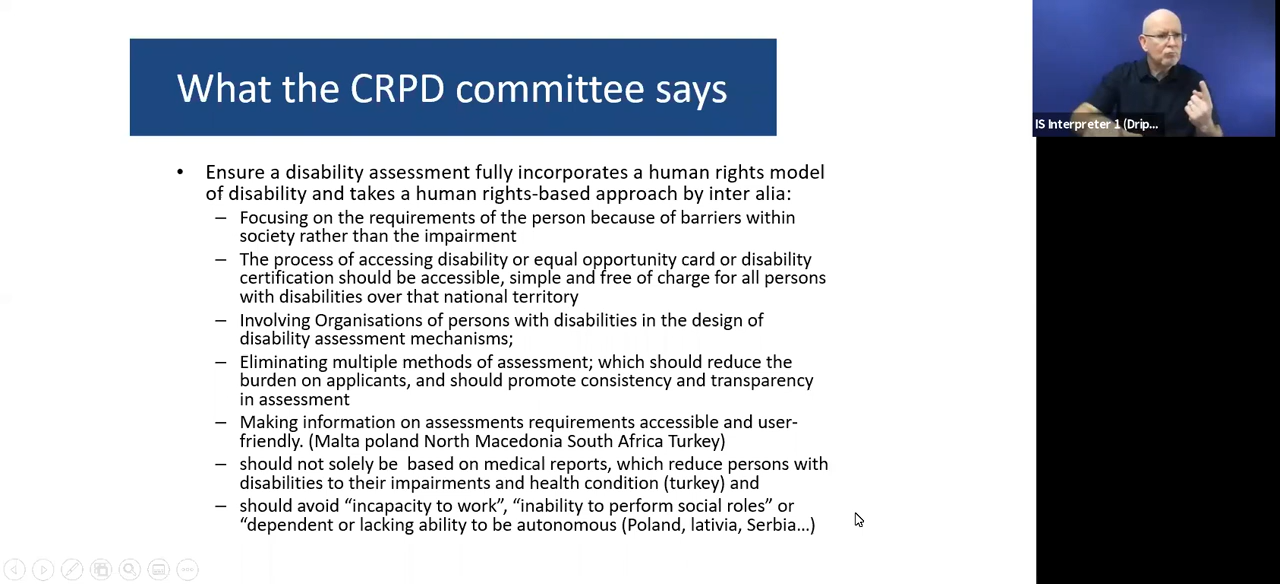 What the CRPD committee says
IS Interpreter 1 (Drip...
• Ensure a disability assessment fully incorporates a human rights model
of disability and takes a human rights-based approach by inter alia:
– Focusing on the requirements of the person because of barriers within
society rather than the impairment
– The process of accessing disability or equal opportunity card or disability
certification should be accessible, simple and free of charge for all persons
with disabilities over that national territory
– Involving Organisations of persons with disabilities in the design of
disability assessment mechanisms;
– Eliminating multiple methods of assessment; which should reduce the
burden on applicants, and should promote consistency and transparency
in assessment
– Making information on assessments requirements accessible and user-
friendly. (Malta poland North Macedonia South Africa Turkey)
– should not solely be  based on medical reports, which reduce persons with
disabilities to their impairments and health condition (turkey) and
– should avoid “incapacity to work”, “inability to perform social roles” or
“dependent or lacking ability to be autonomous (Poland, lativia, Serbia…)